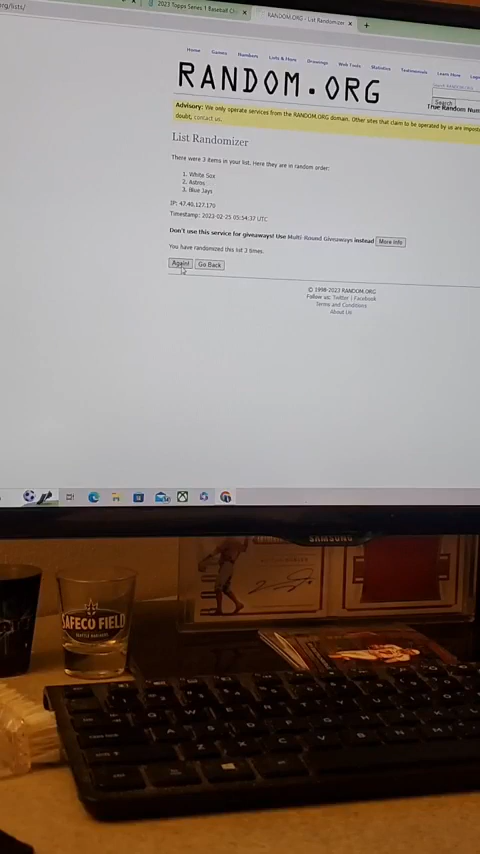 rg/lists/
2023 Topps Series 1 Baseball
RANDOM.ORG - List Randomizer
Home Games Numbers Lists & More Drawings Web Tools Statistics Testimonials Learn More
RANDOM.ORG
Search
True Random Num
Advisory: We only operate services from the RANDOM.ORG domain. Other sites that claim to be operated by us are impost
doubt, contact us.
List Randomizer
There were 3 items in your list. Here they are in random order:
1. White Sox
2. Astros
3. Blue Jays
IP: 47.40.127.170
Timestamp: 2023-02-25 05:54:37 UTC
Don't use this service for giveaways! Use Multi-Round Giveaways instead More Info
You have randomized this list 3 times.
Again! Go Back
© 1998-2023 RANDOM.ORG
Follow us: Twitter | Facebook
Terms and Conditions
About Us
SAMSUNG
SAFECO FIELD